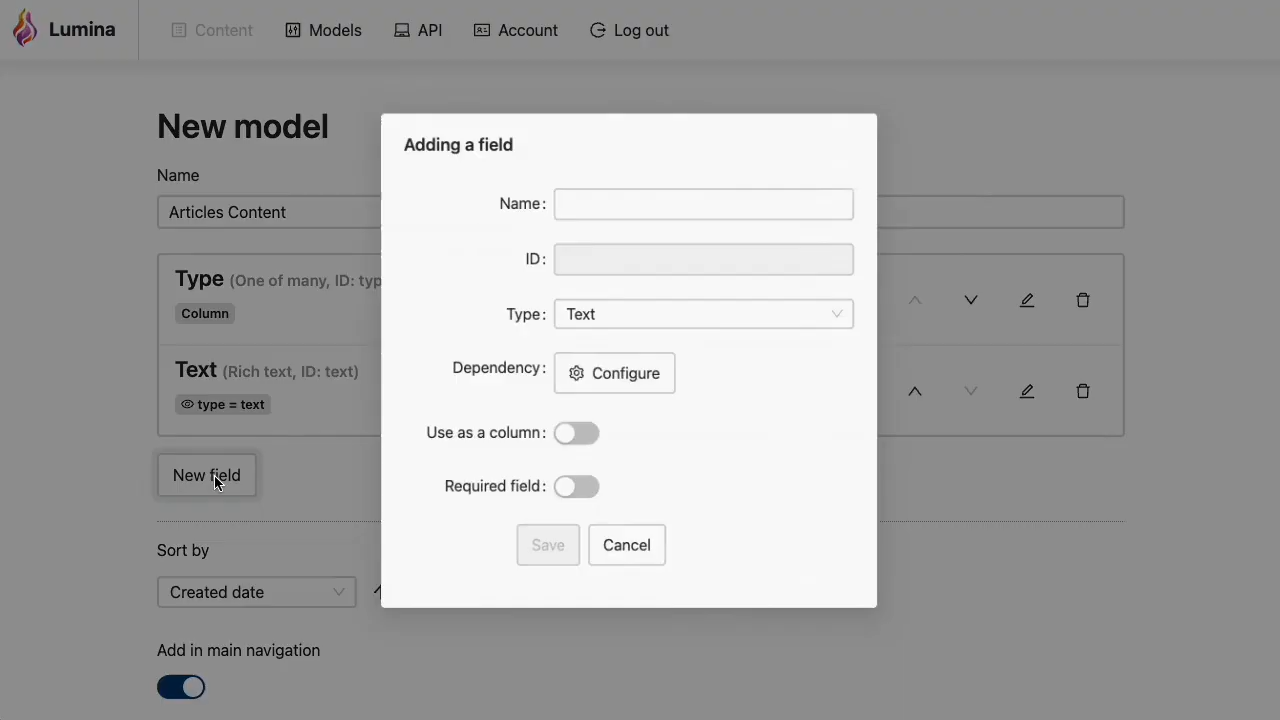 Lumina
Content
Models
API
Account
Log out
New model
Name
Articles Content
Type (One of many, ID: typ
Column
Text (Rich text, ID: text)
type = text
New field
Sort by
Created date
Add in main navigation
Adding a field
Name:
ID:
Type: Text
Dependency: Configure
Use as a column:
Required field:
Save Cancel